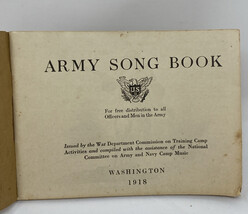 ARMY SONG BOOK
U.S
For free distribution to all
Officers and Men in the Army
Issued by the War Department Commission on Training Camp
Activities and compiled with the assistance of the National
Committee on Army and Navy Camp Music
WASHINGTON
1918